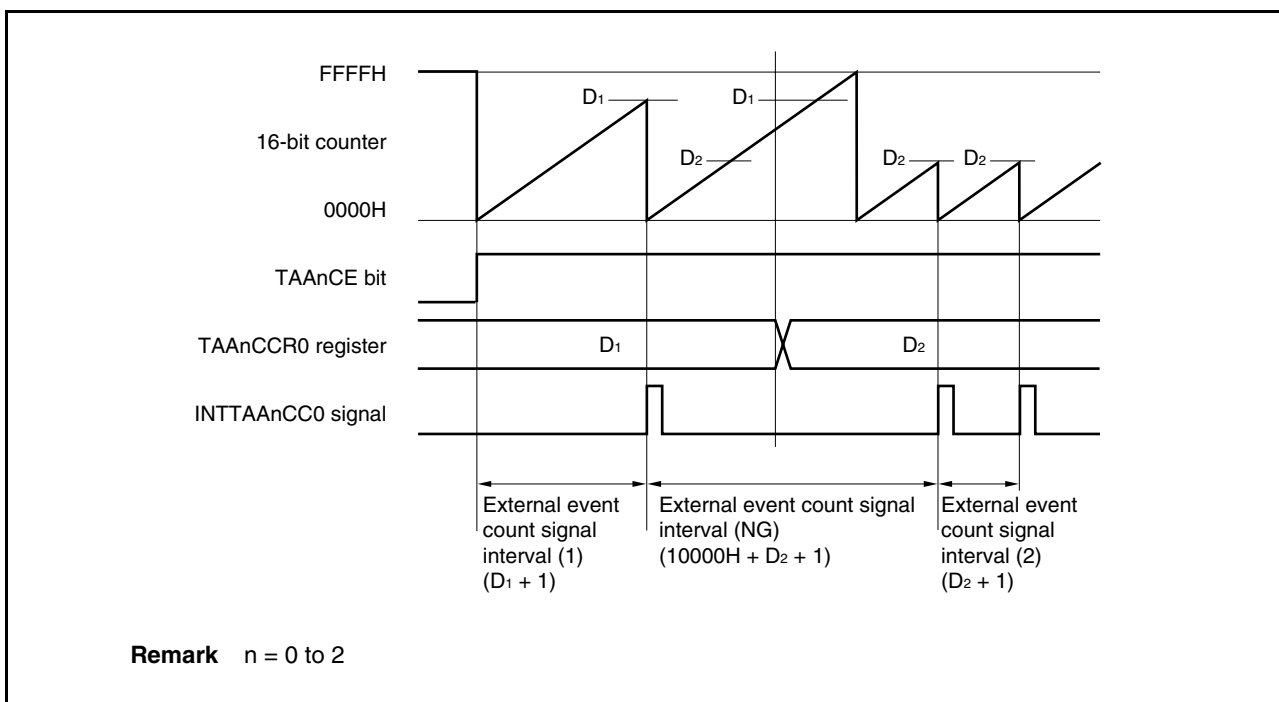 FFFFH
D1
D1
16-bit counter
D2
D2
D2
0000H
TAAnCE bit
TAAnCCR0 register
D1
D2
INTTAAnCC0 signal
External event
count signal
interval (1)
(D1 + 1)
External event count signal
interval (NG)
(10000H + D2 + 1)
External event
count signal
interval (2)
(D2 + 1)
Remark n = 0 to 2